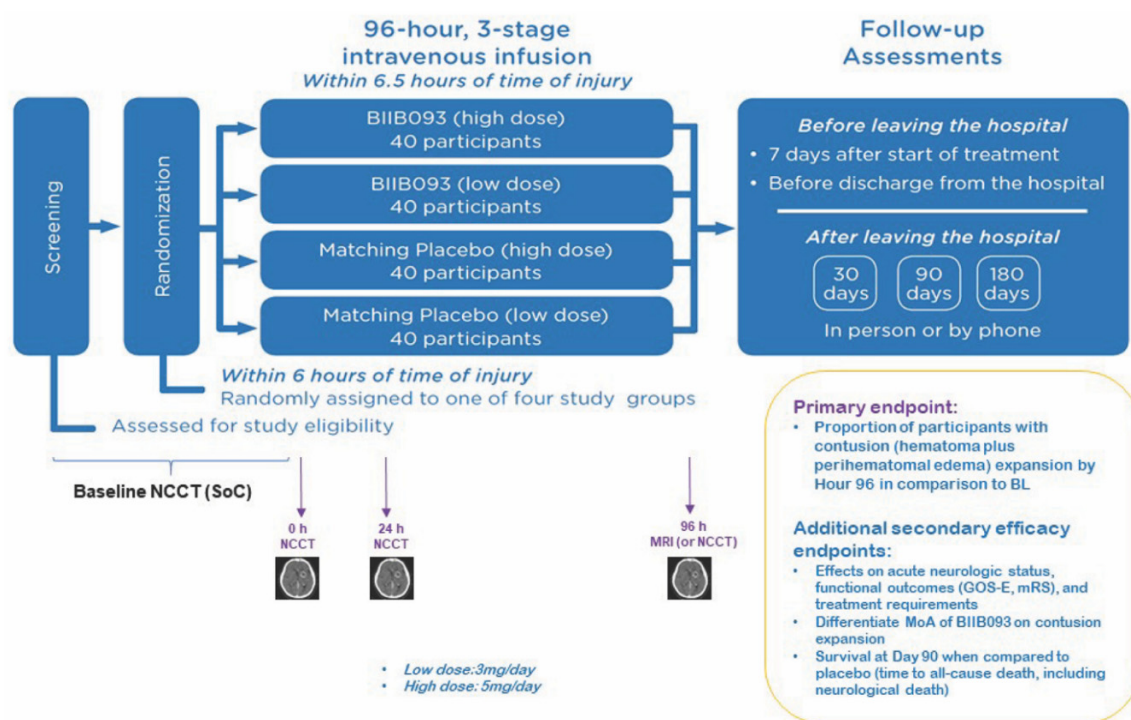 96-hour, 3-stage
intravenous infusion
Within 6.5 hours of time of injury
Follow-up
Assessments
Screening
Randomization
BIIB093 (high dose)
40 participants
BIIB093 (low dose)
40 participants
Matching Placebo (high dose)
40 participants
Matching Placebo (low dose)
40 participants
Before leaving the hospital
• 7 days after start of treatment
• Before discharge from the hospital
After leaving the hospital
30
days
90
days
180
days
In person or by phone
Within 6 hours of time of injury
Randomly assigned to one of four study groups
Assessed for study eligibility
Baseline NCCT (SoC)
0 h
NCCT
24 h
NCCT
96 h
MRI (or NCCT)
• Low dose:3mg/day
• High dose: 5mg/day
Primary endpoint:
• Proportion of participants with
contusion (hematoma plus
perihematomal edema) expansion by
Hour 96 in comparison to BL
Additional secondary efficacy
endpoints:
• Effects on acute neurologic status,
functional outcomes (GOS-E, mRS), and
treatment requirements
• Differentiate MoA of BIIB093 on contusion
expansion
• Survival at Day 90 when compared to
placebo (time to all-cause death, including
neurological death)